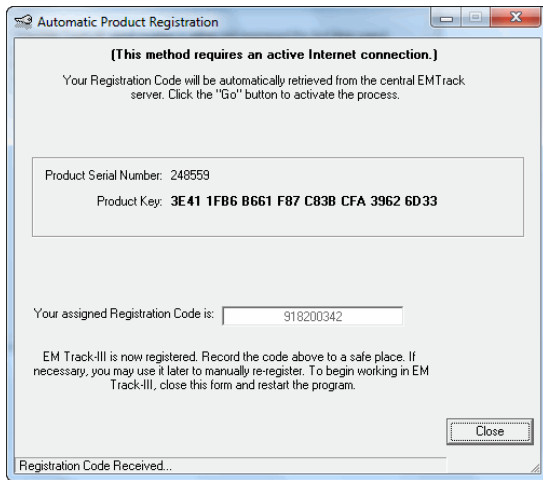 Automatic Product Registration
(This method requires an active Internet connection.)
Your Registration Code will be automatically retrieved from the central EMTrack
server. Click the "Go" button to activate the process.
Product Serial Number: 248559
Product Key: 3E41 1FB6 B661 F87 C83B CFA 3962 6D33
Your assigned Registration Code is: 918200342
EM Track-III is now registered. Record the code above to a safe place. If
necessary, you may use it later to manually re-register. To begin working in EM
Track-III, close this form and restart the program.
Close
Registration Code Received...